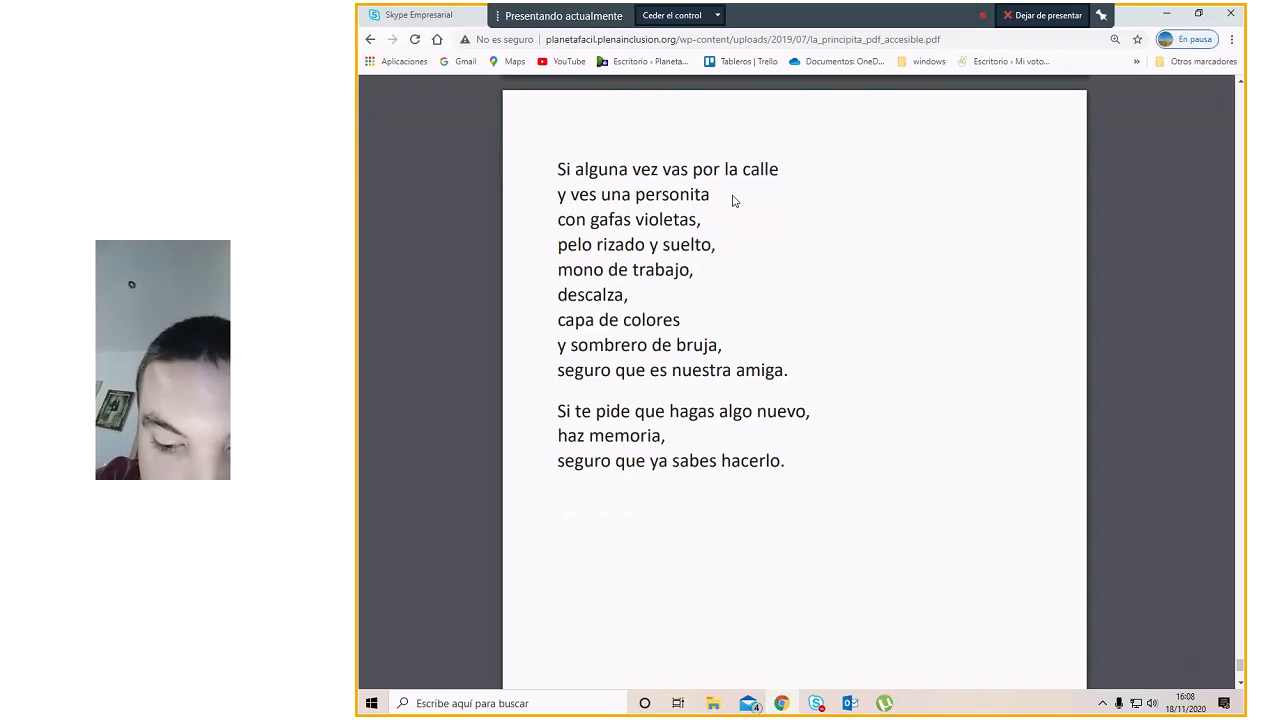 Skype Empresarial
Presentando actualmente
Ceder el control
Dejar de presentar
No es seguro
planetafacil.plenainclusion.org/wp-content/uploads/2019/07/la_principita_pdf_accesible.pdf
En pausa
Aplicaciones
Gmail
Maps
YouTube
Escritorio ‹ Planeta...
Tableros | Trello
Documentos: OneD...
windows
Escritorio ‹ Mi voto...
»
Otros marcadores
Si alguna vez vas por la calle
y ves una personita
con gafas violetas,
pelo rizado y suelto,
mono de trabajo,
descalza,
capa de colores
y sombrero de bruja,
seguro que es nuestra amiga.
Si te pide que hagas algo nuevo,
haz memoria,
seguro que ya sabes hacerlo.
Escribe aquí para buscar
4
16:08
18/11/2020